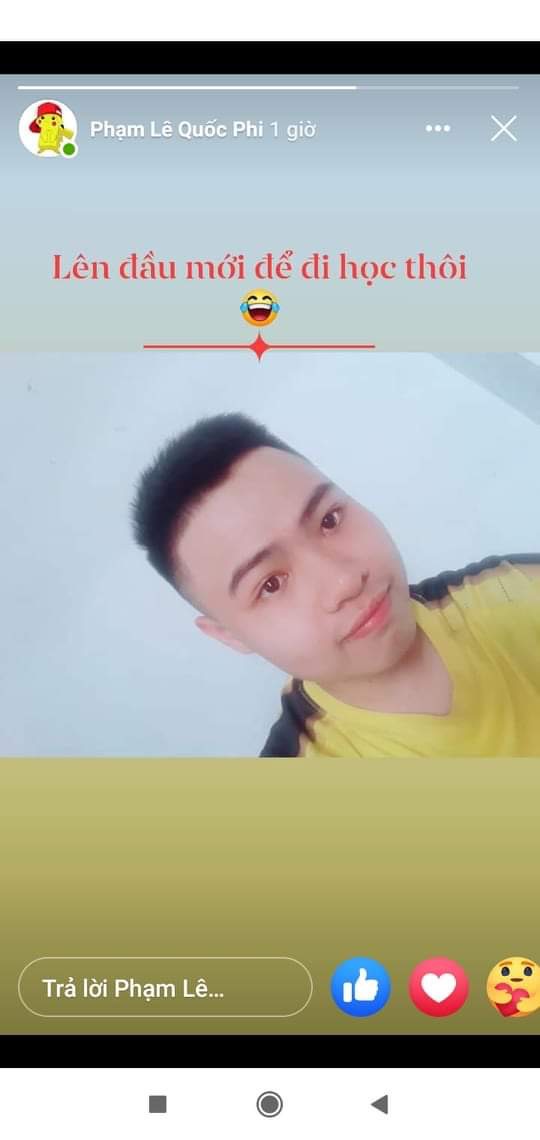 Phạm Lê Quốc Phi 1 giờ
Lên đầu mới để đi học thôi
😂
Trả lời Phạm Lê...